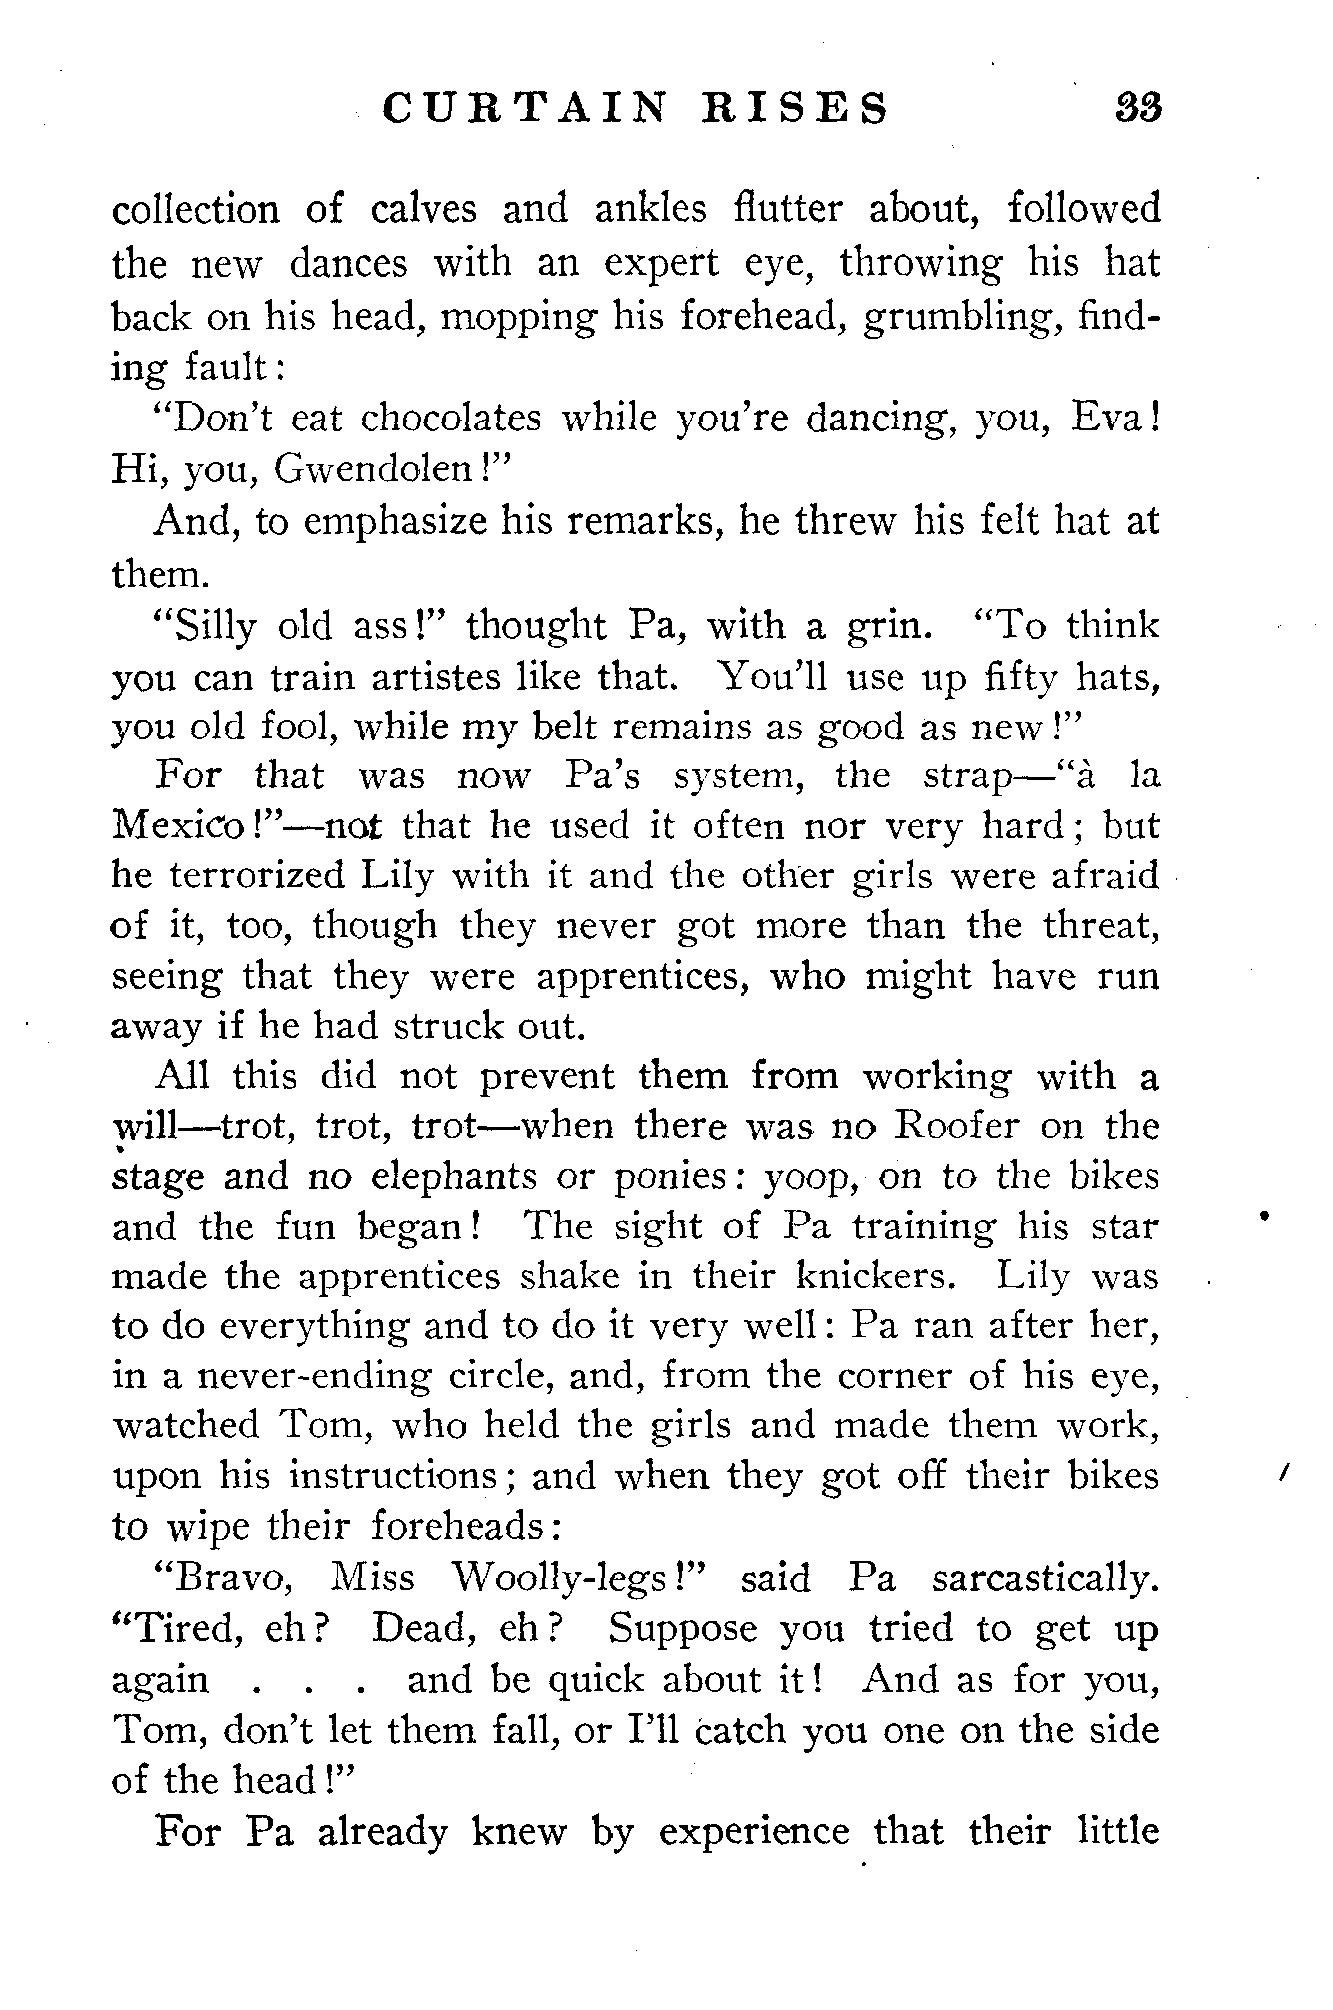 CURTAIN RISES 33
collection of calves and ankles flutter about, followed
the new dances with an expert eye, throwing his hat
back on his head, mopping his forehead, grumbling, find-
ing fault:
"Don't eat chocolates while you're dancing, you, Eva!
Hi, you, Gwendolen!"
And, to emphasize his remarks, he threw his felt hat at
them.
"Silly old ass!" thought Pa, with a grin. "To think
you can train artistes like that. You'll use up fifty hats,
you old fool, while my belt remains as good as new!"
For that was now Pa's system, the strap—"à la
Mexico!"—not that he used it often nor very hard; but
he terrorized Lily with it and the other girls were afraid
of it, too, though they never got more than the threat,
seeing that they were apprentices, who might have run
away if he had struck out.
All this did not prevent them from working with a
will—trot, trot, trot—when there was no Roofer on the
stage and no elephants or ponies: yoop, on to the bikes
and the fun began! The sight of Pa training his star
made the apprentices shake in their knickers. Lily was
to do everything and to do it very well: Pa ran after her,
in a never-ending circle, and, from the corner of his eye,
watched Tom, who held the girls and made them work,
upon his instructions; and when they got off their bikes
to wipe their foreheads:
"Bravo, Miss Woolly-legs!" said Pa sarcastically.
"Tired, eh? Dead, eh? Suppose you tried to get up
again . . . and be quick about it! And as for you,
Tom, don't let them fall, or I'll catch you one on the side
of the head!"
For Pa already knew by experience that their little